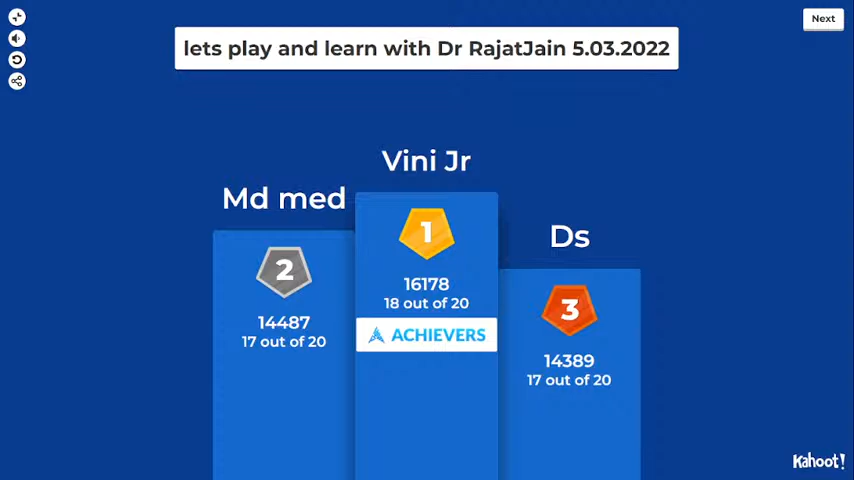 Next
lets play and learn with Dr RajatJain 5.03.2022
Vini Jr
Md med
Ds
1
16178
18 out of 20
ACHIEVERS
2
14487
17 out of 20
3
14389
17 out of 20
Kahoot!